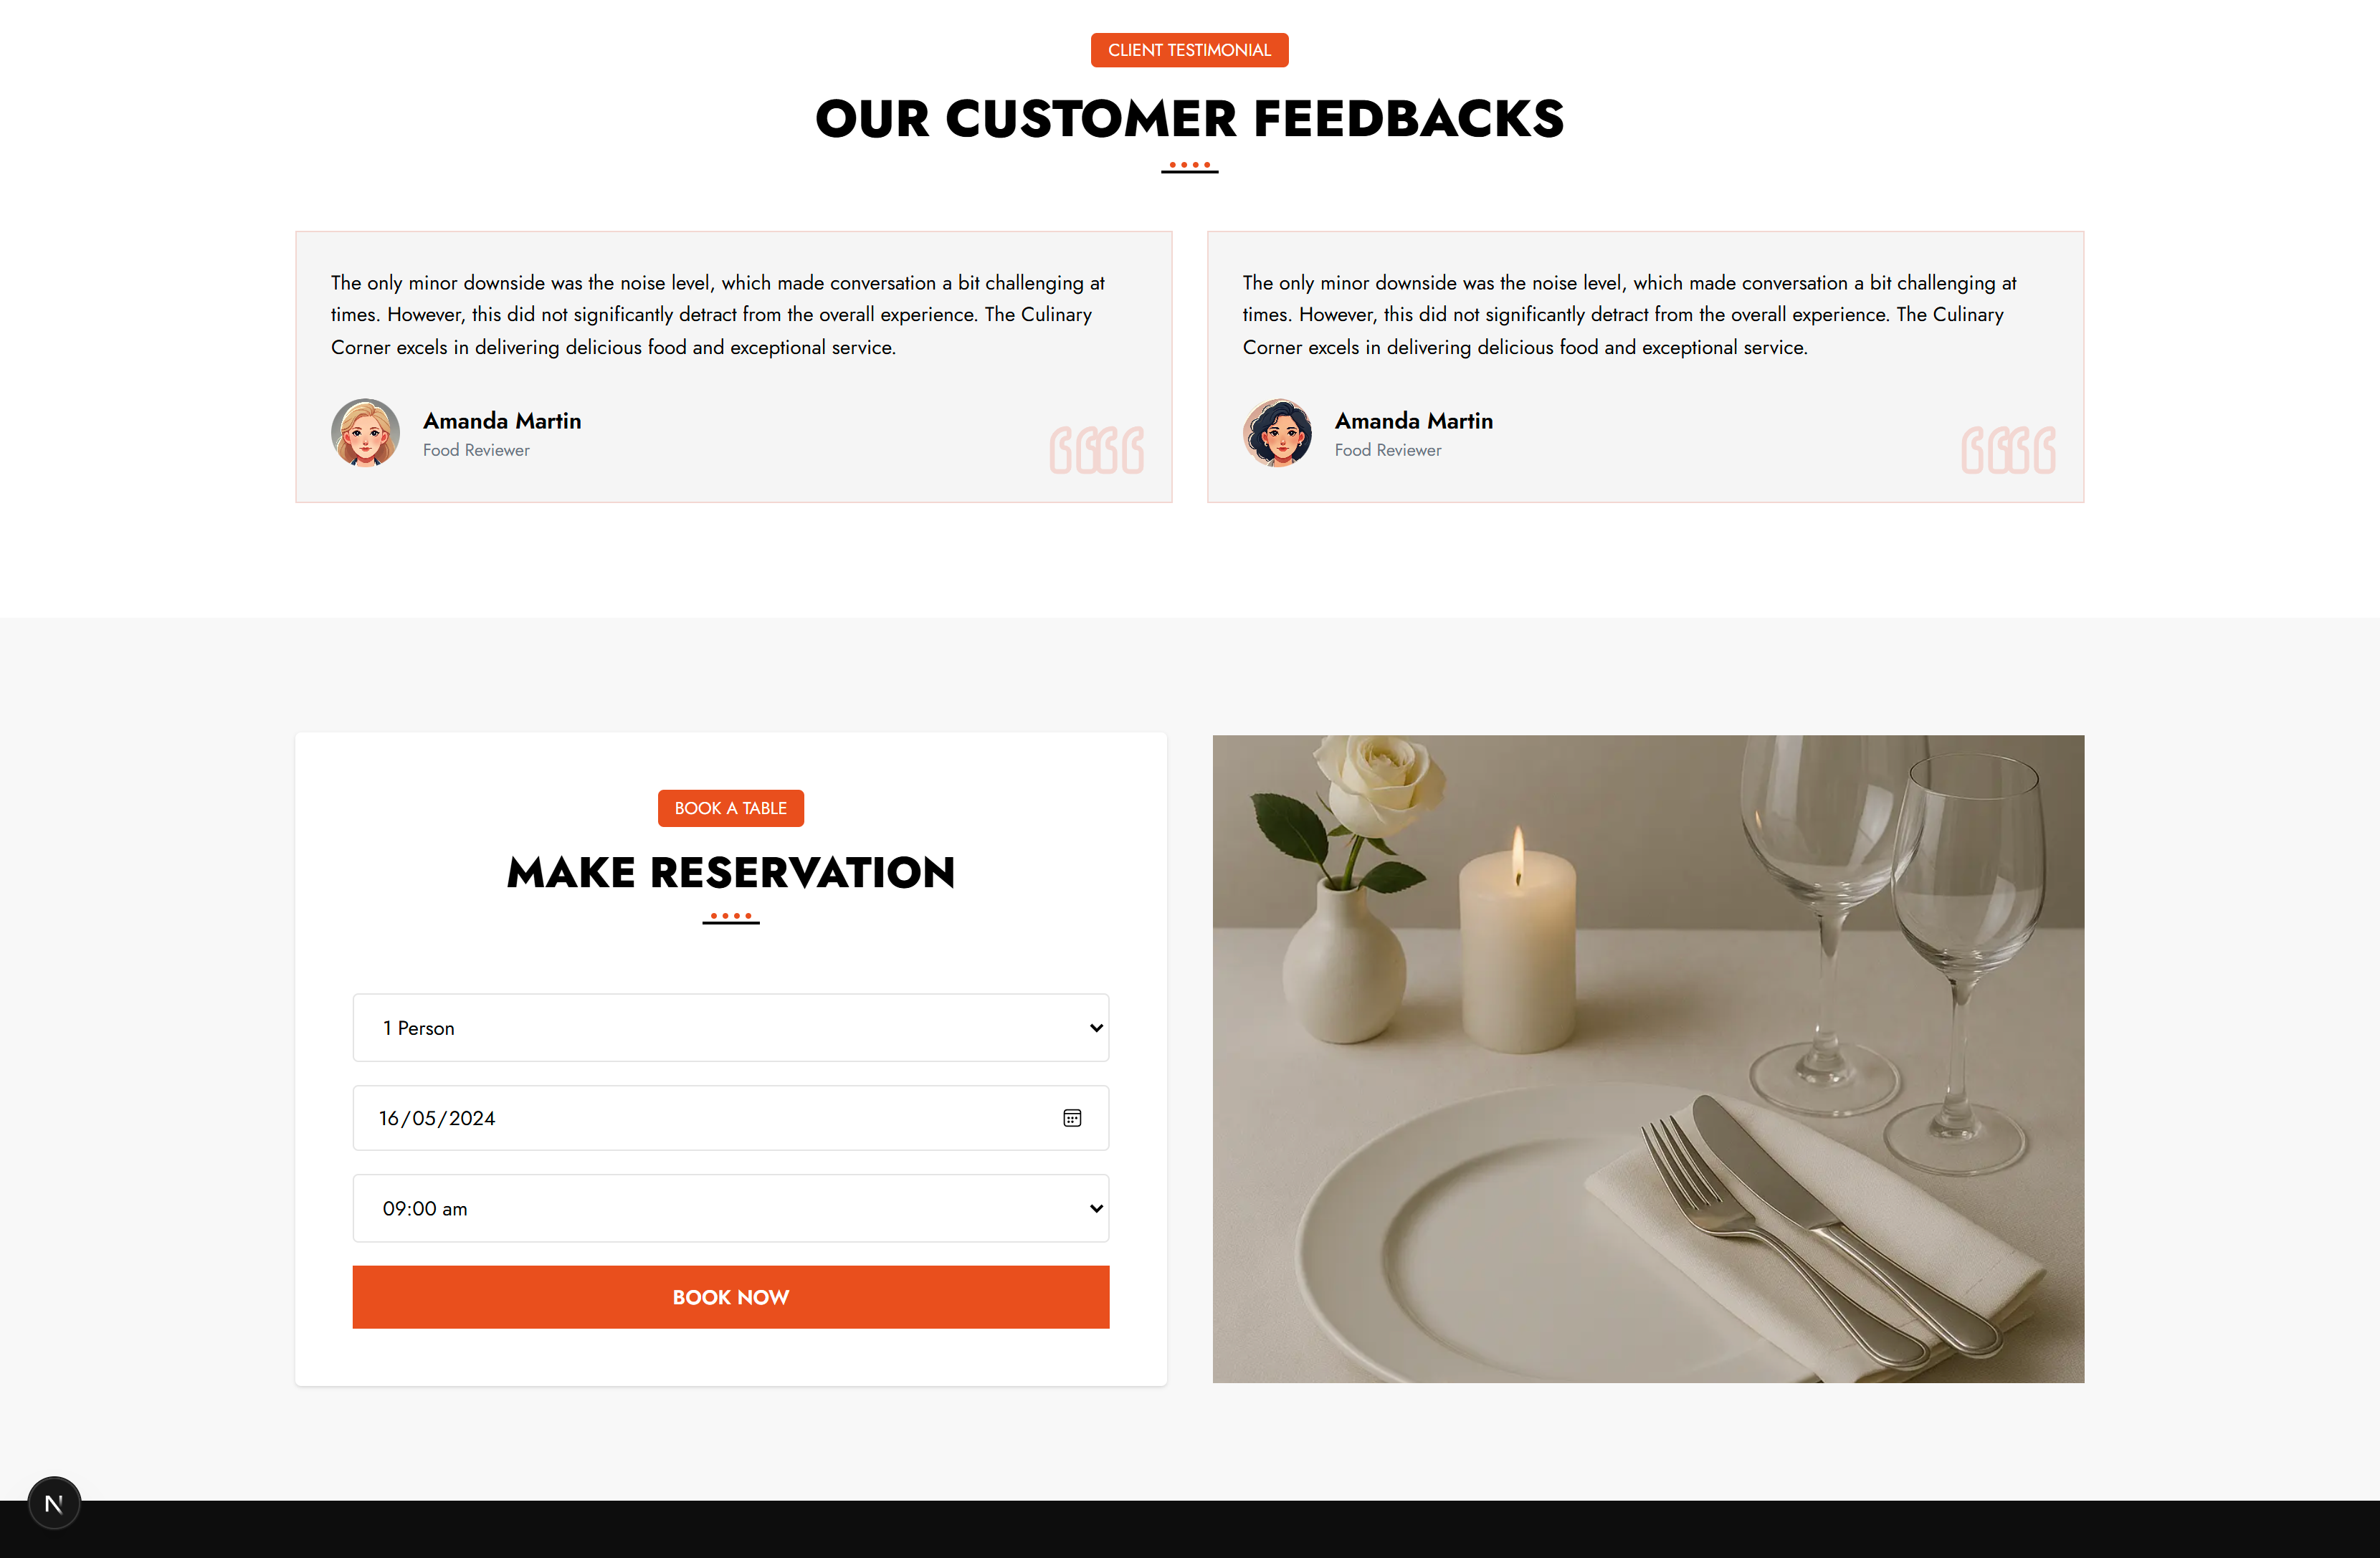 CLIENT TESTIMONIAL
OUR CUSTOMER FEEDBACKS
The only minor downside was the noise level, which made conversation a bit challenging at
times. However, this did not significantly detract from the overall experience. The Culinary
Corner excels in delivering delicious food and exceptional service.
Amanda Martin
Food Reviewer
The only minor downside was the noise level, which made conversation a bit challenging at
times. However, this did not significantly detract from the overall experience. The Culinary
Corner excels in delivering delicious food and exceptional service.
Amanda Martin
Food Reviewer
BOOK A TABLE
MAKE RESERVATION
1 Person
16/05/2024
09:00 am
BOOK NOW
N